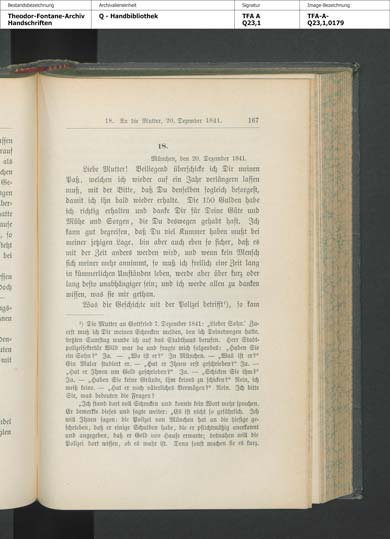 Bestandsbezeichnung
Theodor-Fontane-Archiv
Handschriften
Archivalieneinheit
Q - Handbibliothek
Signatur
TFA A
Q23,1
Image-Bezeichnung
TFA-A-
Q23,1,0179
18. An die Mutter, 20. Dezember 1841. 167
18.
München, den 20. Dezember 1841.
Liebe Mutter! Beiliegend überschicke ich Dir meinen
Paß, welchen ich wieder auf ein Jahr verlängern lassen
muß, mit der Bitte, daß Du denselben sogleich besorgest,
damit ich ihn bald wieder erhalte. Die 150 Gulden habe
ich richtig erhalten und danke Dir für Deine Güte und
Mühe und Sorgen, die Du deswegen gehabt hast. Ich
kann gut begreifen, daß Du viel Kummer haben mußt bei
meiner jetzigen Lage, bin aber auch eben so sicher, daß es
mit der Zeit anders werden wird, und wenn kein Mensch
sich meiner mehr annimmt, so muß ich freilich eine Zeit lang
in kümmerlichen Umständen leben, werde aber über kurz oder
lang desto unabhängiger sein; und ich werde allen zu danken
wissen, was sie mir gethan.
Was die Geschichte mit der Polizei betrifft¹), so kam
¹) Die Mutter an Gottfried 7. Dezember 1841: „Lieber Sohn! Zu-
erst muß ich Dir meinen Schrecken melden, den ich Deinetwegen hatte.
letzten Samstag wurde ich auf das Stadthaus berufen. Herr Stadt-
polizeisekretär Wild war da und fragte mich folgendes: „Haben Sie
ein Sohn?“ Ja. — „Wo ist er?“ In München. — „Was ist er?“
Ein Maler studiert er. — „Hat er Ihnen erst geschrieben?“ Ja. —
„Hat er Ihnen um Geld geschrieben?“ Ja. — „Schicken Sie ihm?“
Ja. — „Haben Sie keine Gründe, ihm keines zu schicken?“ Nein, ich
weiß keine. — „Hat er noch väterliches Vermögen?“ Nein. Ich bitte
Sie, was bedeuten die Fragen?
„Ich stand dort voll Schrecken und konnte kein Wort mehr sprachen.
Er bemerkte dieses und sagte weiter: „Es ist nicht so gefährlich. Ich
will Ihnen sagen: die Polizei von München hat an die hiesige ge-
schrieben, daß er einige Schulden habe, die er pflichtmäßig anerkannt
und angegeben, daß er Geld von Hause erwarte; deswahen will die
Polizei dort wissen, ob es wahr ist. Denn sonst machen sie es kurz,